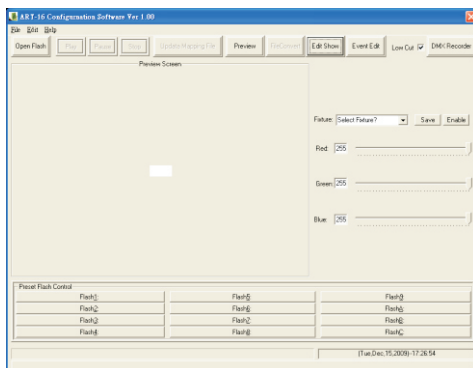 ART-16 Configuration Software Ver 1.00
File Edit Help
Open Flash Play Pause Stop Update Mapping File Preview DeConvert Edit Show Event Edit Low Cut DMX Recorder
Preview Screen
Fixture: Select Fixture? Save Enable
Red: 255
Green: 255
Blue: 255
Preset Flash Control
Flash1: Flash5: Flash9:
Flash2: Flash6: FlashA:
Flash3: Flash7: FlashB:
Flash4: Flash8: FlashC:
(Tue,Dec,15,2009)-17:26:54